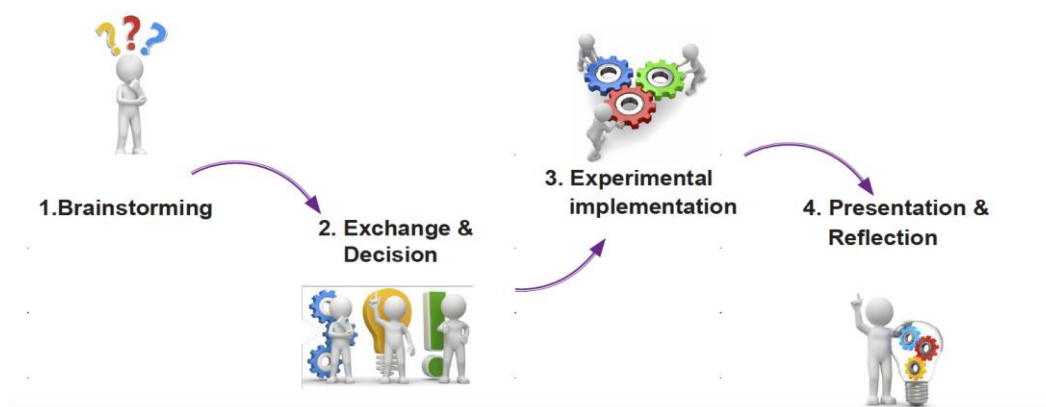 1.Brainstorming
2. Exchange &
Decision
3. Experimental
implementation
4. Presentation &
Reflection